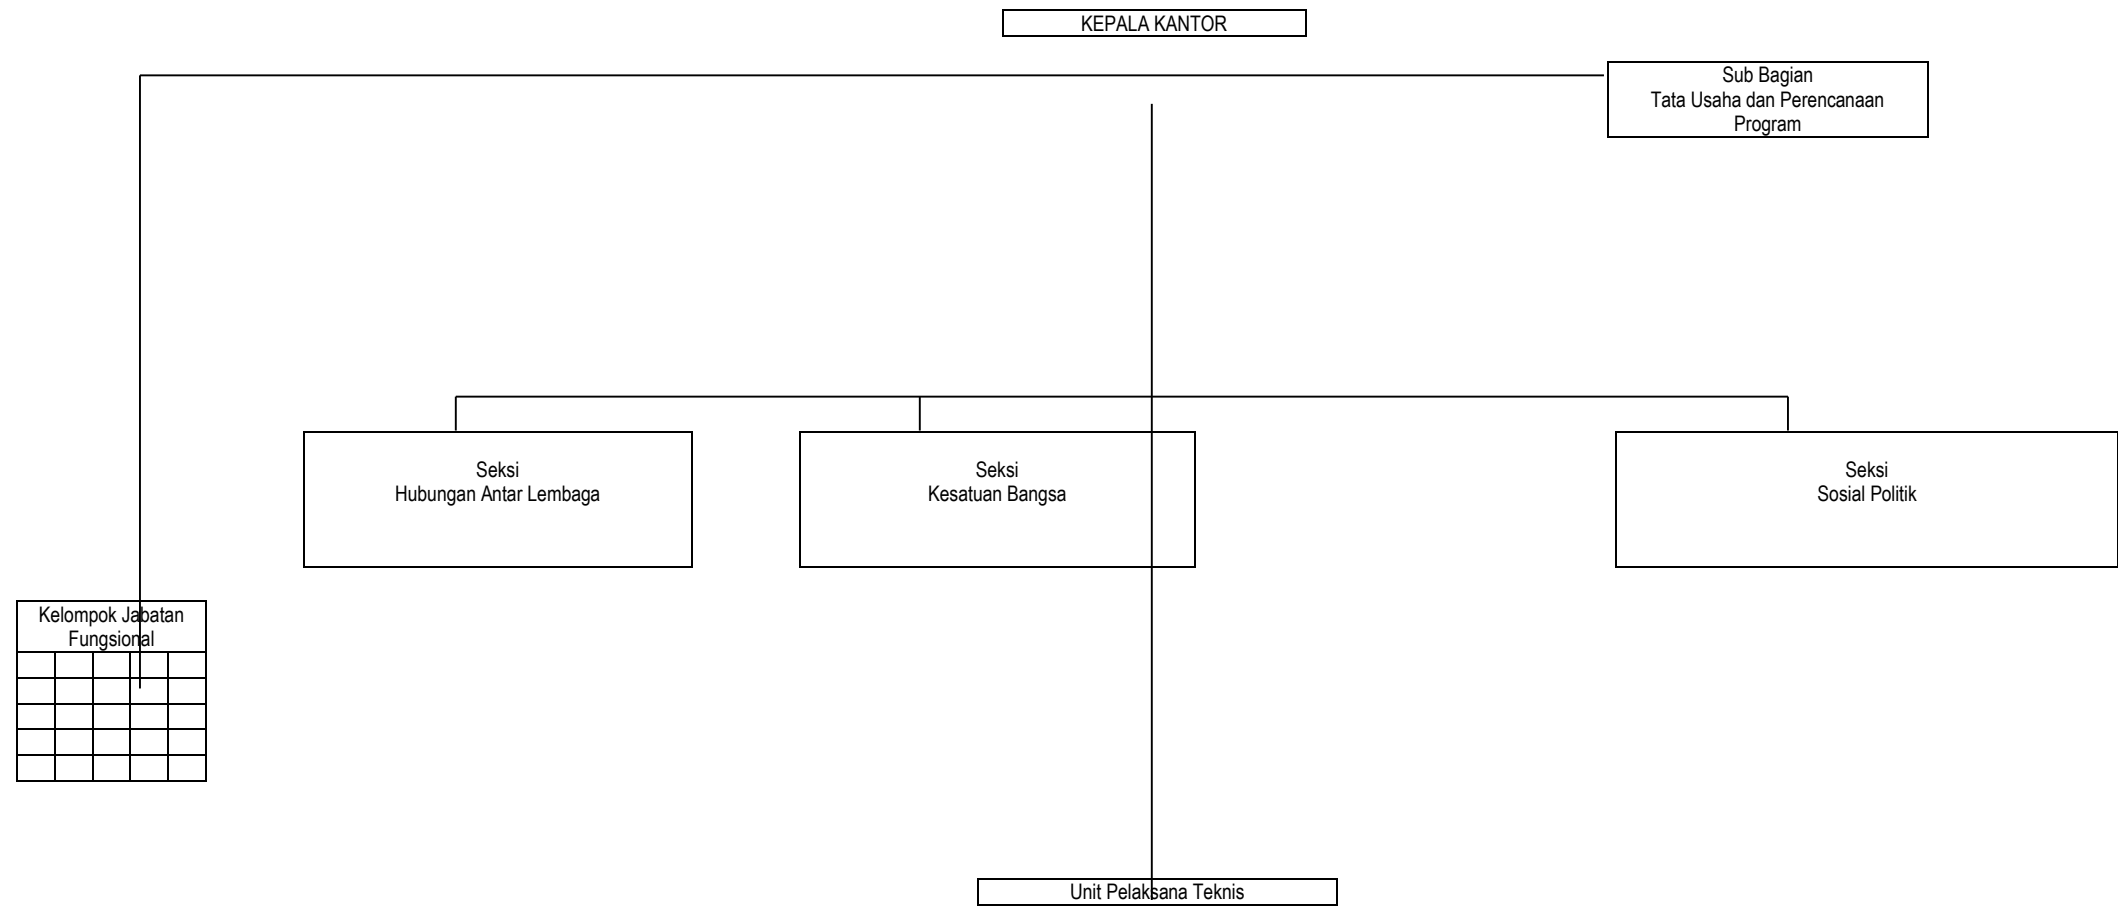 KEPALA KANTOR
Sub Bagian
Tata Usaha dan Perencanaan
Program
Seksi
Hubungan Antar Lembaga
Seksi
Kesatuan Bangsa
Seksi
Sosial Politik
Kelompok Jabatan
Fungsional
Unit Pelaksana Teknis